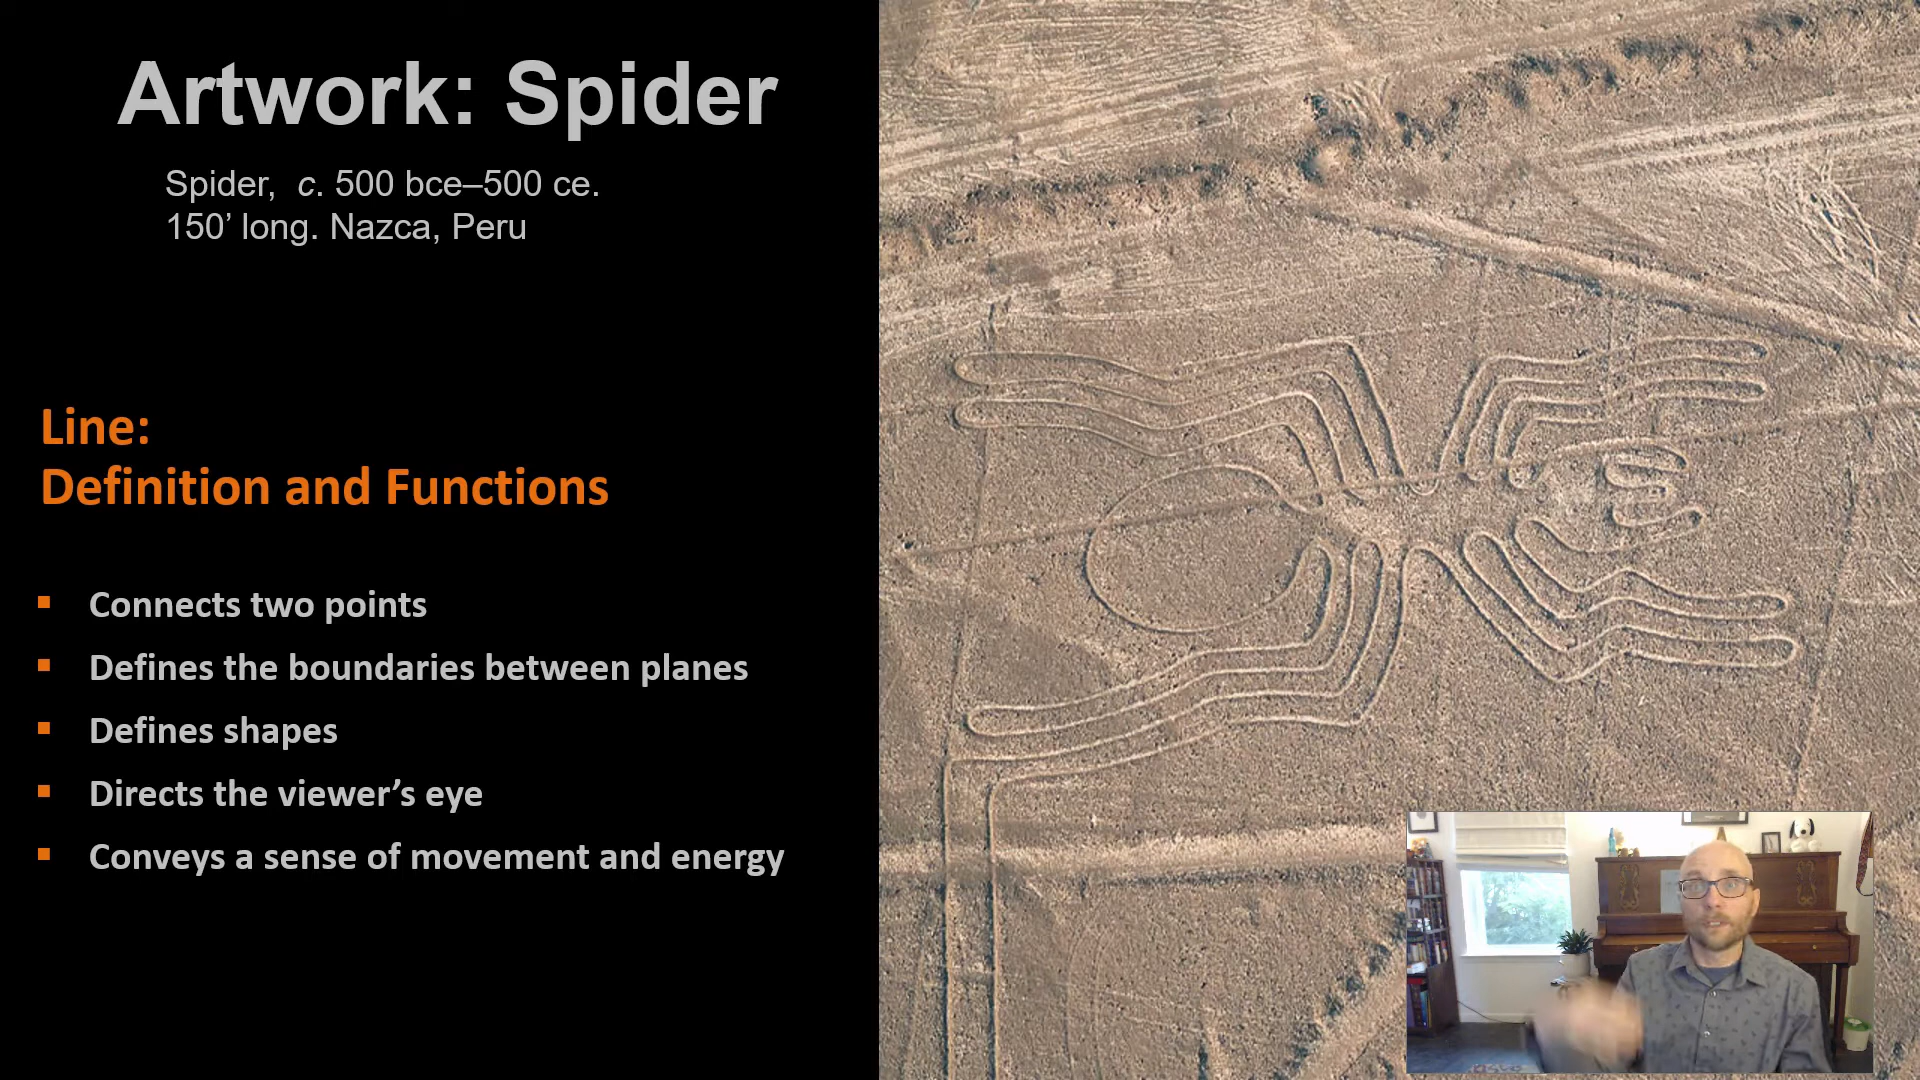 Artwork: Spider
Spider, c. 500 bce–500 ce.
150’ long. Nazca, Peru
Line:
Definition and Functions
▪ Connects two points
▪ Defines the boundaries between planes
▪ Defines shapes
▪ Directs the viewer’s eye
▪ Conveys a sense of movement and energy